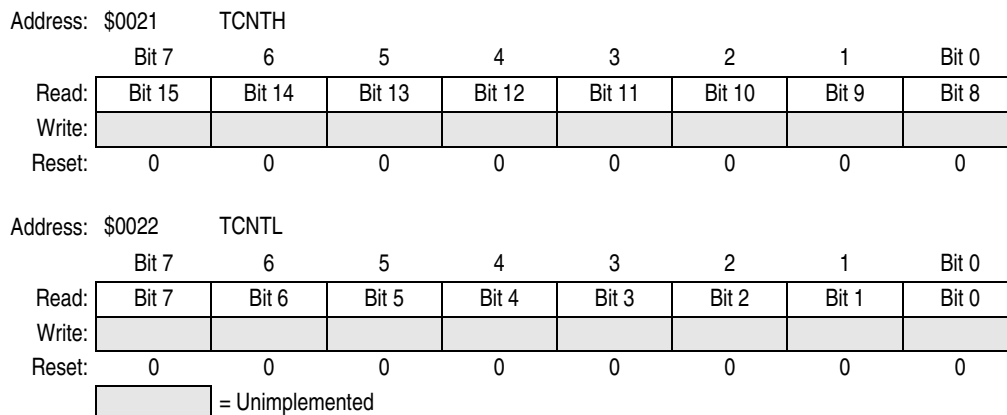 Address: $0021 TCNTH
Bit 7 6 5 4 3 2 1 Bit 0
Read: Bit 15 Bit 14 Bit 13 Bit 12 Bit 11 Bit 10 Bit 9 Bit 8
Write:
Reset: 0 0 0 0 0 0 0 0
Address: $0022 TCNTL
Bit 7 6 5 4 3 2 1 Bit 0
Read: Bit 7 Bit 6 Bit 5 Bit 4 Bit 3 Bit 2 Bit 1 Bit 0
Write:
Reset: 0 0 0 0 0 0 0 0
= Unimplemented